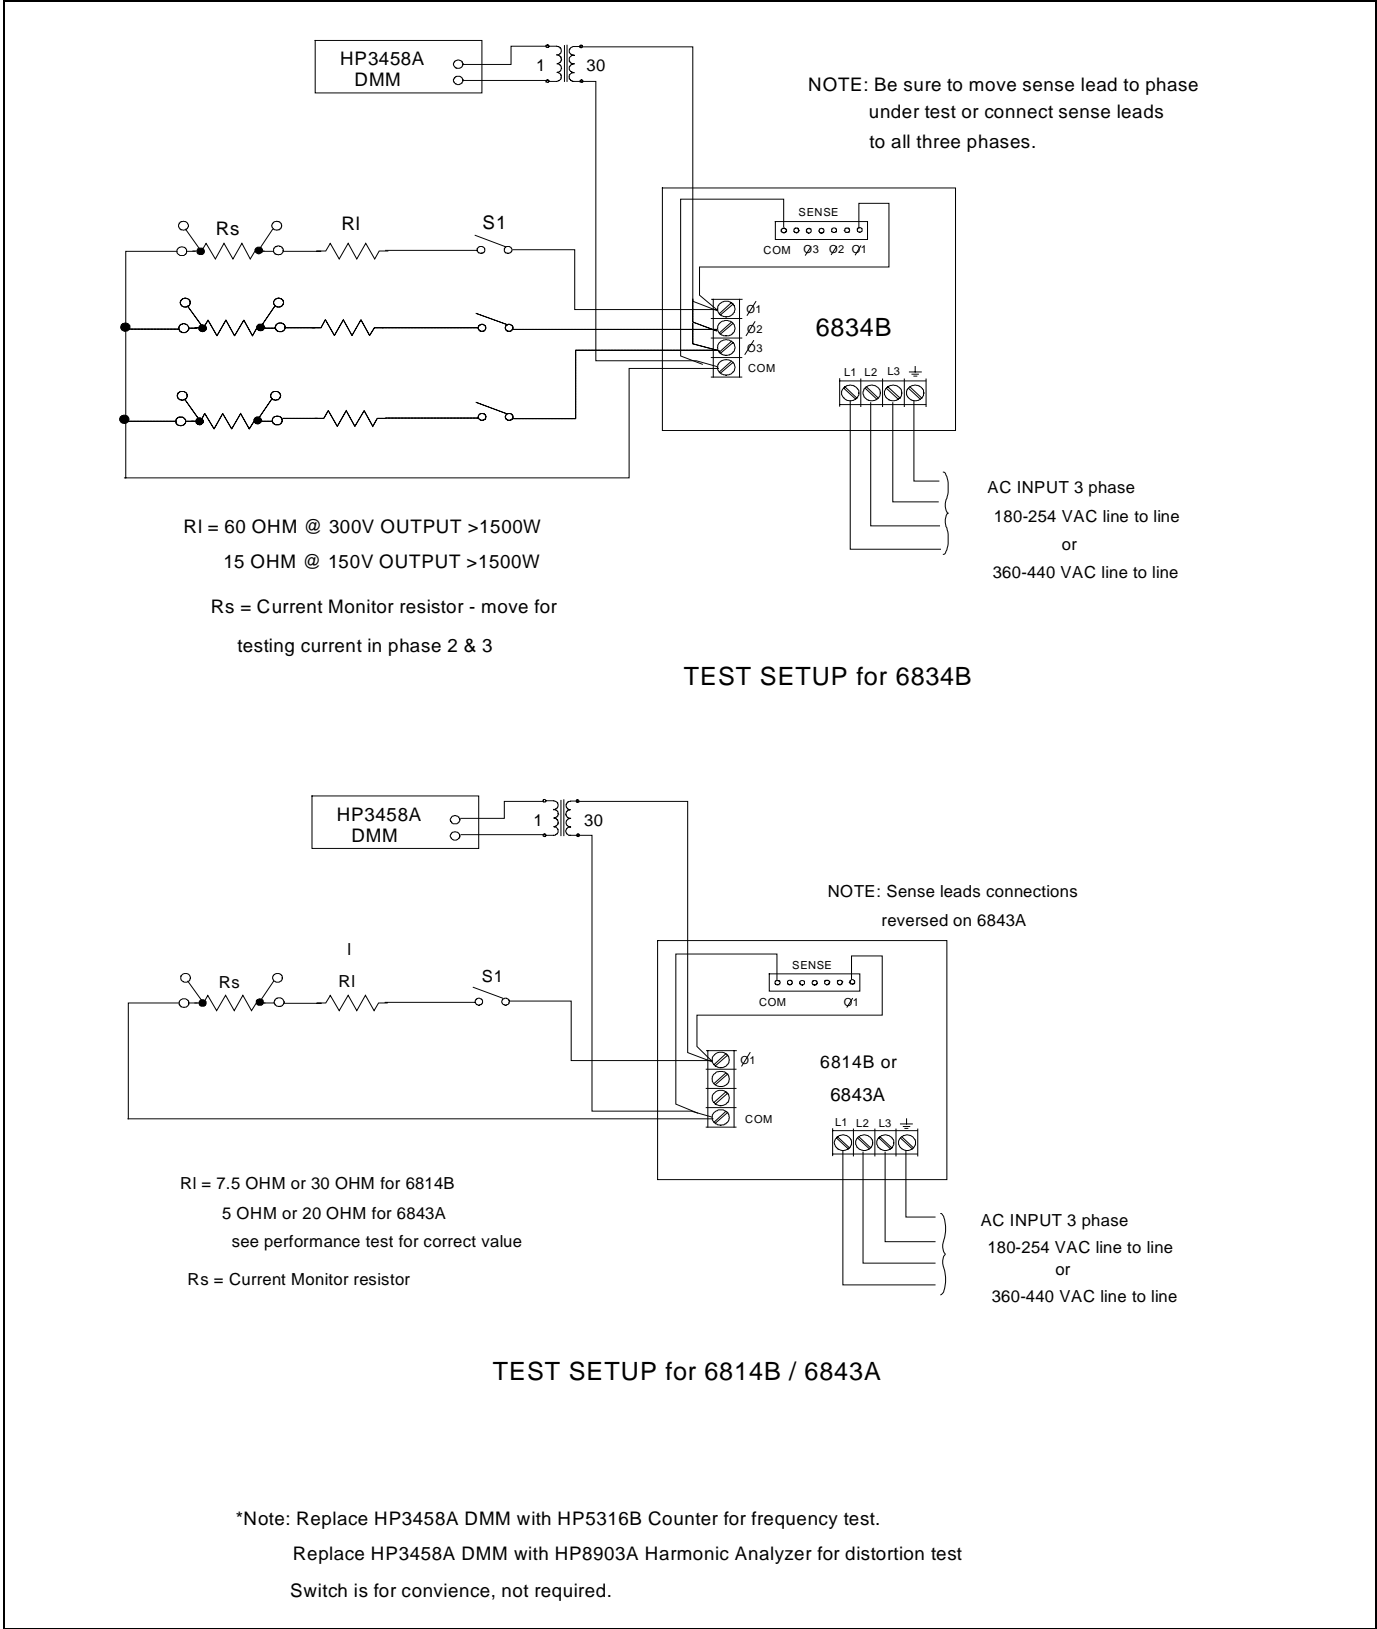 HP3458A
DMM
1
30
NOTE: Be sure to move sense lead to phase
under test or connect sense leads
to all three phases.
SENSE
COM Ø3 Ø2 Ø1
Rs
Rl
S1
Ø1
Ø2
Ø3
COM
6834B
L1 L2 L3
AC INPUT 3 phase
180-254 VAC line to line
or
360-440 VAC line to line
Rl = 60 OHM @ 300V OUTPUT >1500W
15 OHM @ 150V OUTPUT >1500W
Rs = Current Monitor resistor - move for
testing current in phase 2 & 3
TEST SETUP for 6834B
HP3458A
DMM
1
30
NOTE: Sense leads connections
reversed on 6843A
SENSE
COM Ø1
I
Rs
Rl
S1
Ø1
COM
6814B or
6843A
L1 L2 L3
Rl = 7.5 OHM or 30 OHM for 6814B
5 OHM or 20 OHM for 6843A
see performance test for correct value
Rs = Current Monitor resistor
AC INPUT 3 phase
180-254 VAC line to line
or
360-440 VAC line to line
TEST SETUP for 6814B / 6843A
*Note: Replace HP3458A DMM with HP5316B Counter for frequency test.
Replace HP3458A DMM with HP8903A Harmonic Analyzer for distortion test
Switch is for convience, not required.